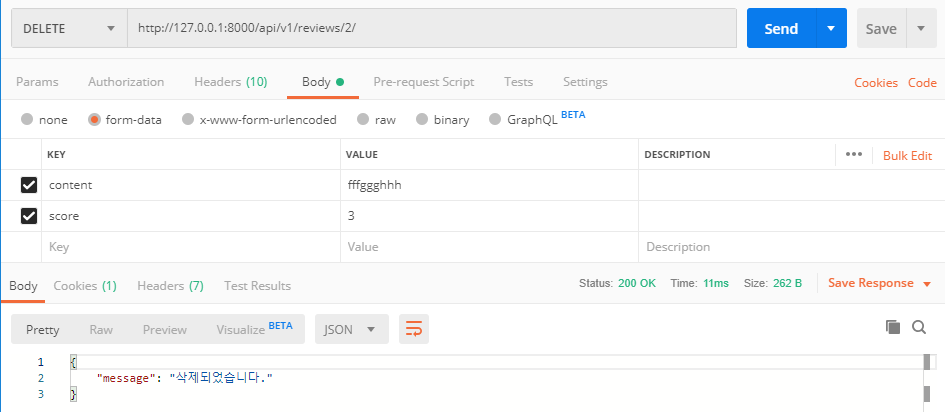 DELETE http://127.0.0.1:8000/api/v1/reviews/2/ Send Save
Params Authorization Headers (10) Body Pre-request Script Tests Settings Cookies Code
none form-data x-www-form-urlencoded raw binary GraphQL BETA
KEY VALUE DESCRIPTION ••• Bulk Edit
content fffggghhh
score 3
Key Value Description
Body Cookies (1) Headers (7) Test Results Status: 200 OK Time: 11ms Size: 262 B Save Response
Pretty Raw Preview Visualize BETA JSON
1 {
2 "message": "삭제되었습니다."
3 }